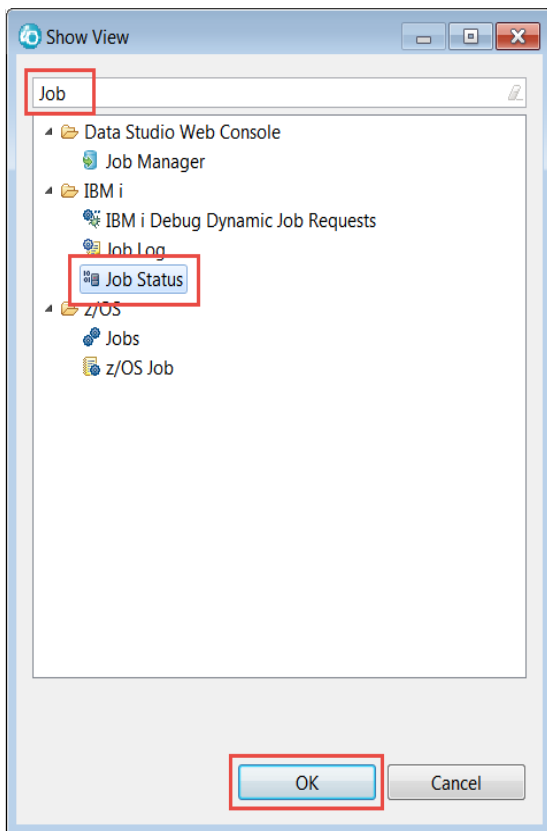 Show View
Job
Data Studio Web Console
Job Manager
IBM i
IBM i Debug Dynamic Job Requests
Job Log
Job Status
z/OS
Jobs
z/OS Job
OK
Cancel